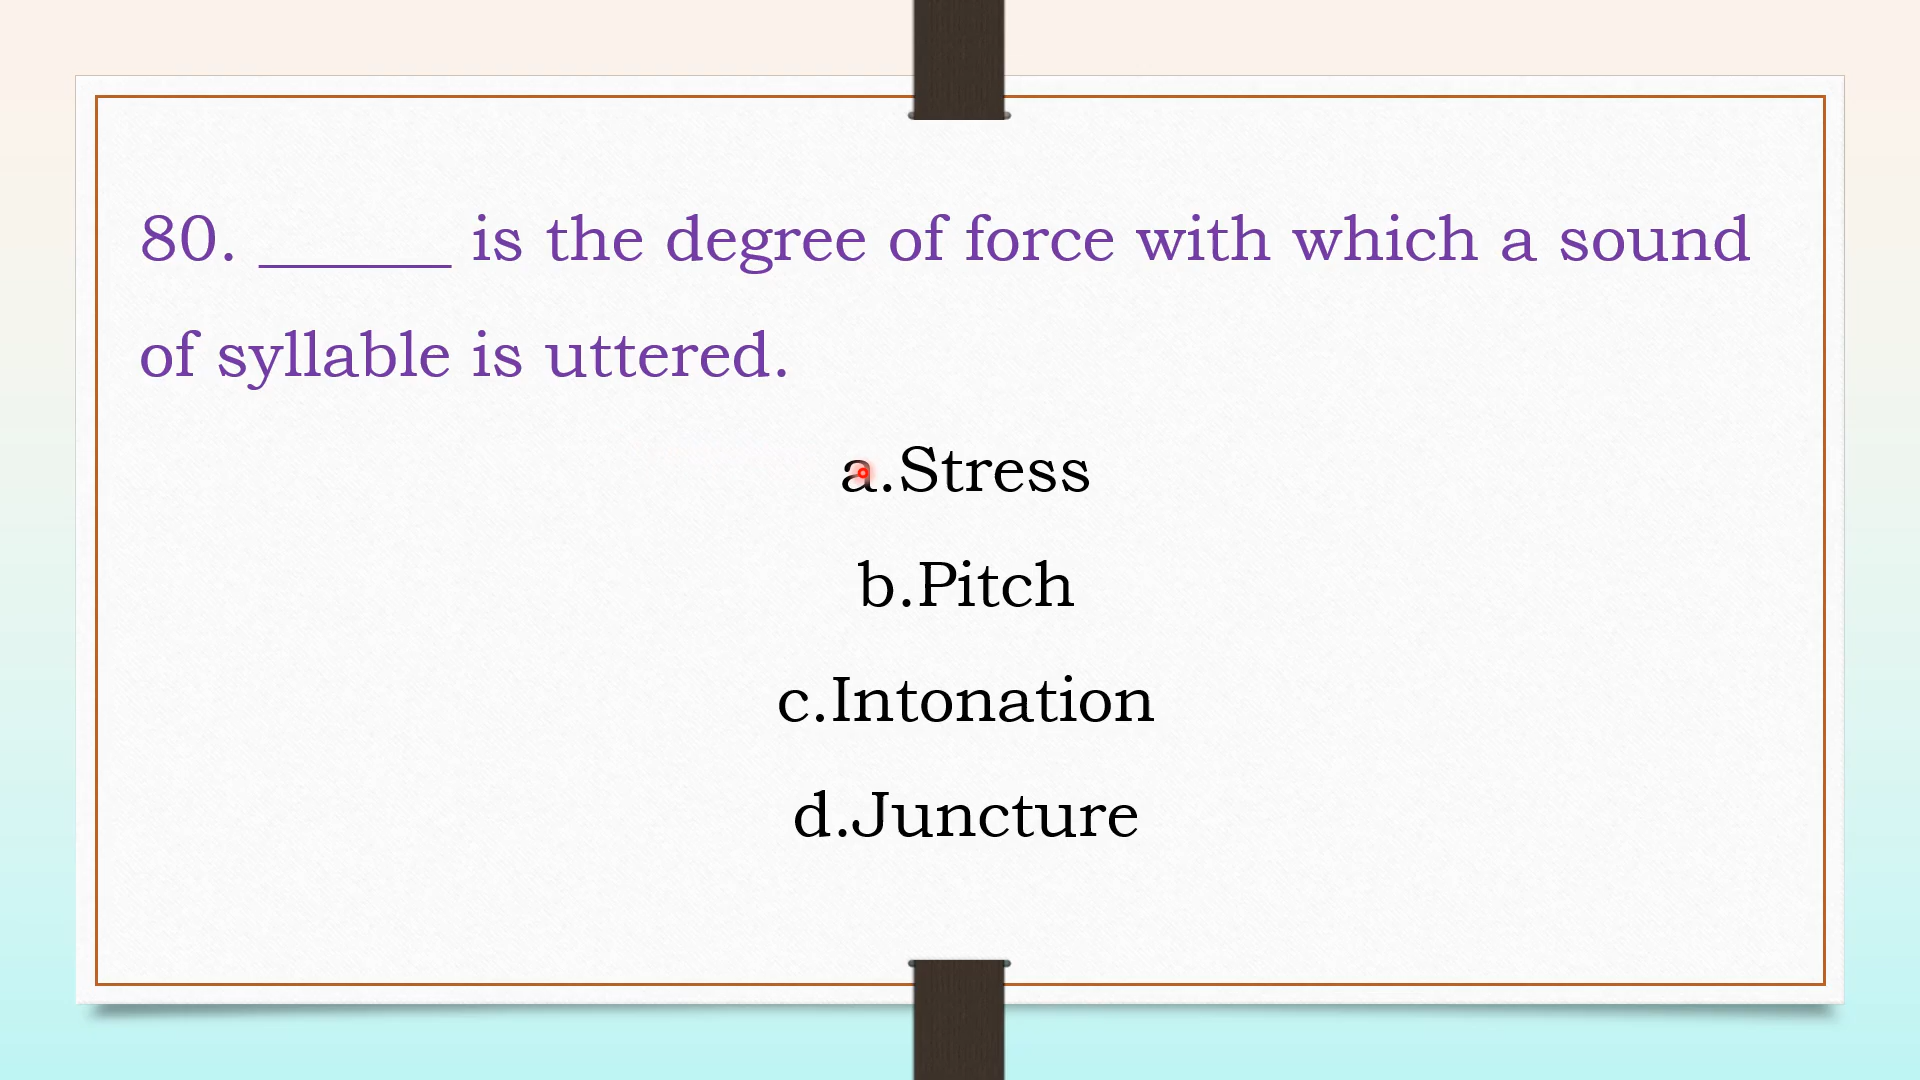 80. ______ is the degree of force with which a sound
of syllable is uttered.
a.Stress
b.Pitch
c.Intonation
d.Juncture